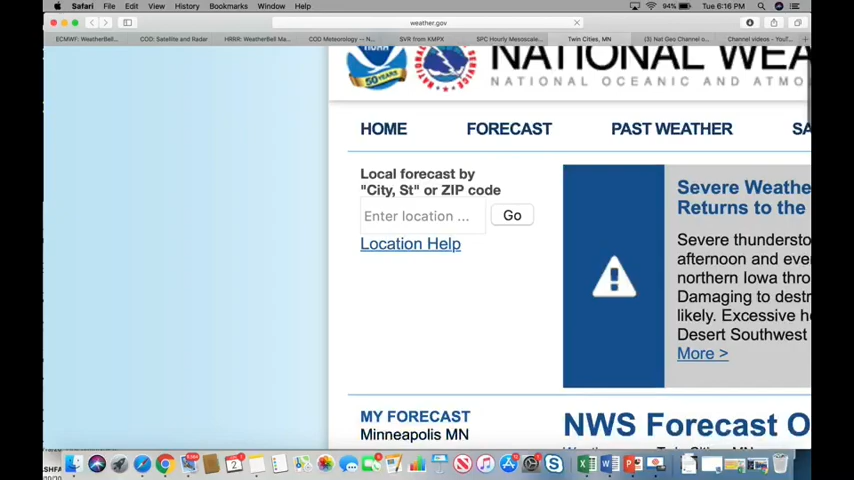 Safari File Edit View History Bookmarks Window Help 94% Tue 6:16 PM
weather.gov
ECMWF: WeatherBell... COD: Satellite and Radar HRRR: WeatherBell Ma... COD Meteorology -- N... SVR from KMPX SPC Hourly Mesoscale... Twin Cities, MN (3) Nat Geo Channel o... Channel videos - YouT...
50 YEARS
NATIONAL WEA
NATIONAL OCEANIC AND ATMO
HOME FORECAST PAST WEATHER SA
Local forecast by
"City, St" or ZIP code
Enter location ... Go
Location Help
Severe Weathe
Returns to the
Severe thundersto
afternoon and eve
northern Iowa throu
Damaging to destr
likely. Excessive he
Desert Southwest
More >
MY FORECAST
Minneapolis MN
NWS Forecast O